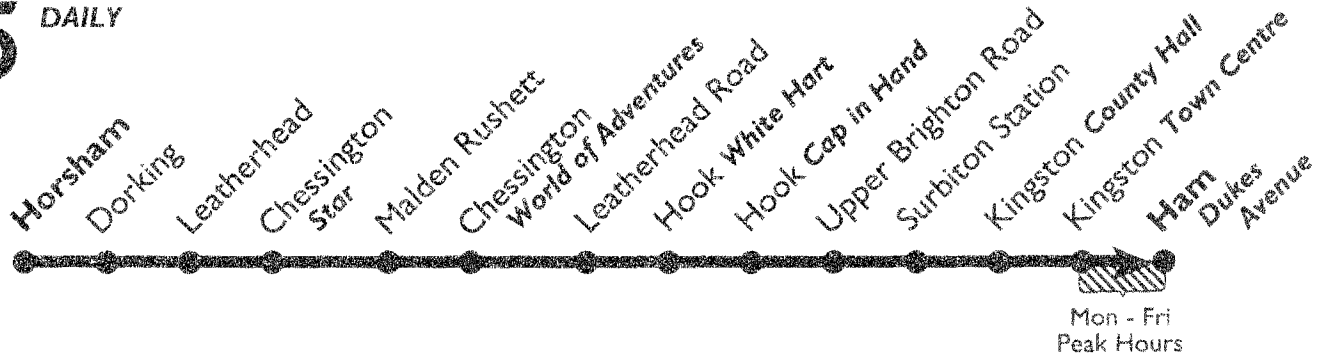 5 DAILY
Horsham
Dorking
Leatherhead
Chessington
Star
Malden Rushett
Chessington
World of Adventures
Leatherhead Road
Hook White Hart
Hook Cap in Hand
Upper Brighton Road
Surbiton Station
Kingston County Hall
Kingston Town Centre
Ham
Dukes
Avenue
Mon - Fri
Peak Hours